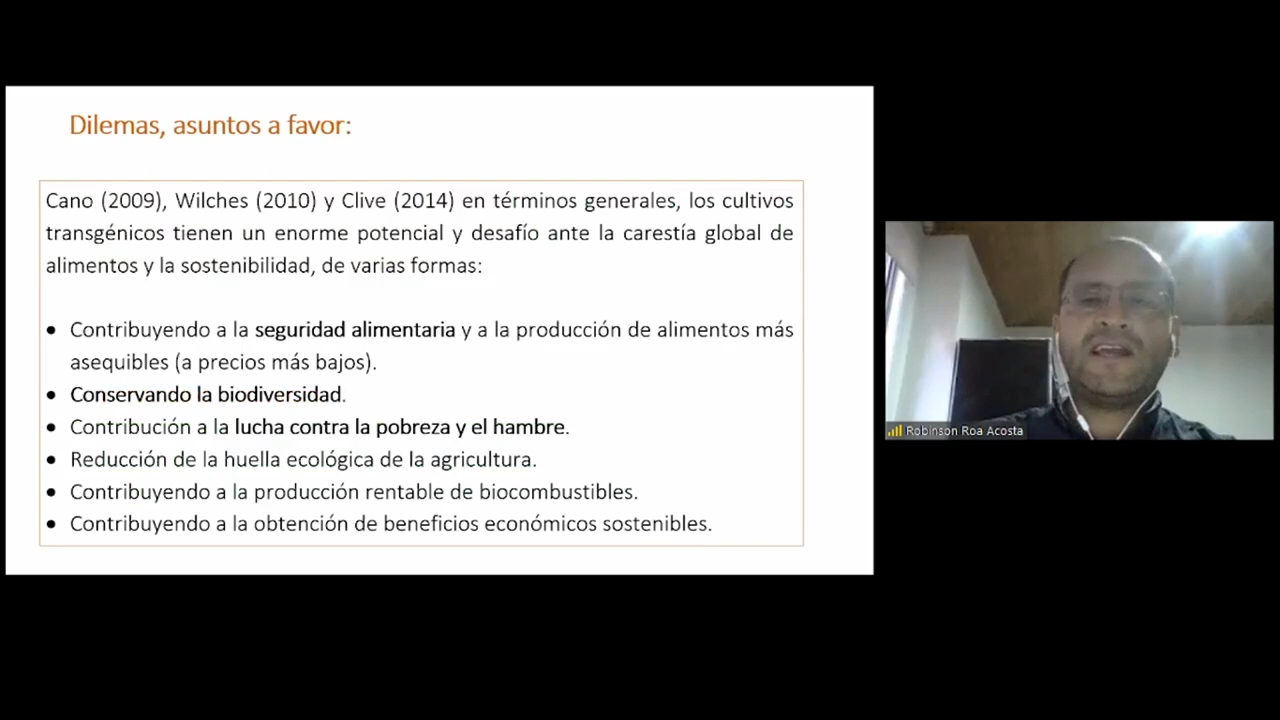 Dilemas, asuntos a favor:
Cano (2009), Wilches (2010) y Clive (2014) en términos generales, los cultivos
transgénicos tienen un enorme potencial y desafío ante la carestía global de
alimentos y la sostenibilidad, de varias formas:
• Contribuyendo a la seguridad alimentaria y a la producción de alimentos más
asequibles (a precios más bajos).
• Conservando la biodiversidad.
• Contribución a la lucha contra la pobreza y el hambre.
• Reducción de la huella ecológica de la agricultura.
• Contribuyendo a la producción rentable de biocombustibles.
• Contribuyendo a la obtención de beneficios económicos sostenibles.
Robinson Roa Acosta